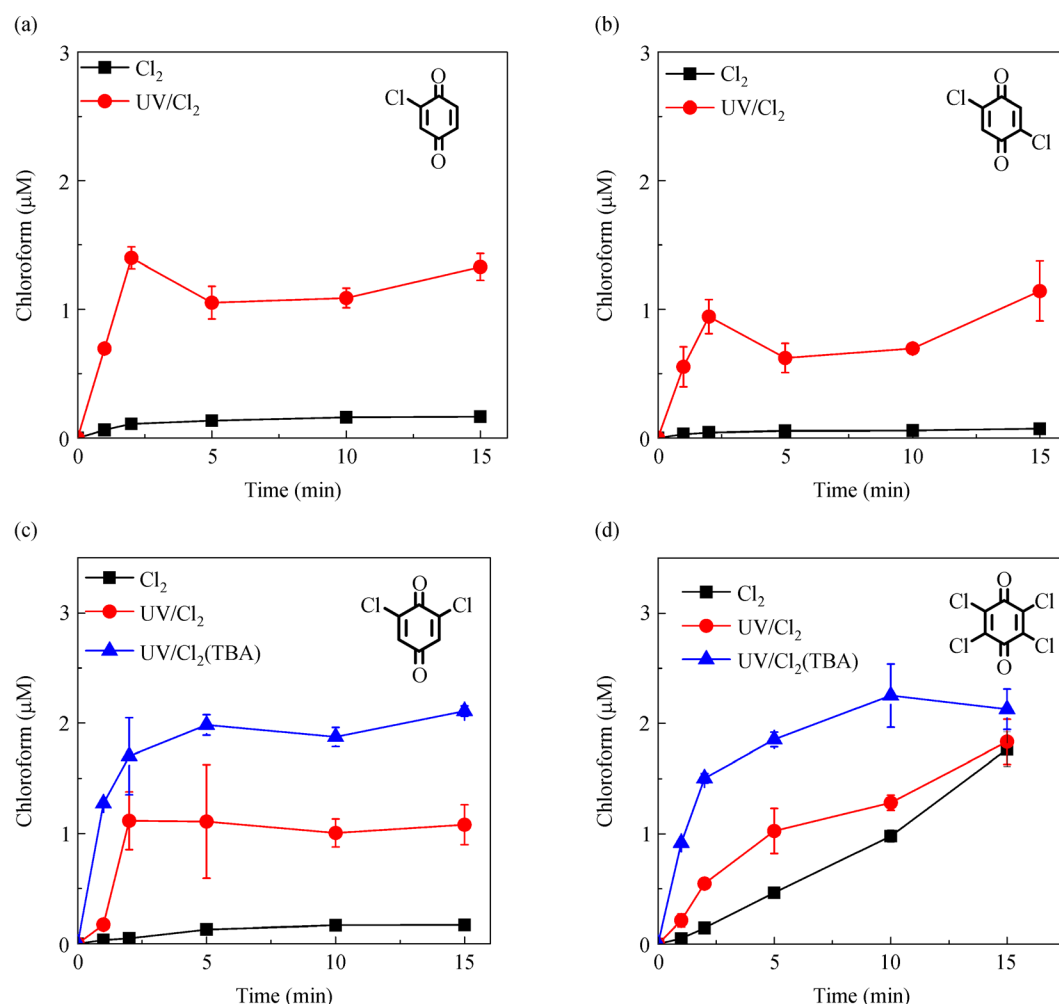 (a)
3
2
1
0
Chloroform (μM)
Cl₂
UV/Cl₂
O
Cl
O
0
5
10
15
Time (min)
(b)
3
2
1
0
Chloroform (μM)
Cl₂
UV/Cl₂
O
Cl
Cl
O
0
5
10
15
Time (min)
(c)
3
2
1
0
Chloroform (μM)
Cl₂
UV/Cl₂
UV/Cl₂(TBA)
O
Cl
Cl
O
0
5
10
15
Time (min)
(d)
3
2
1
0
Chloroform (μM)
Cl₂
UV/Cl₂
UV/Cl₂(TBA)
O
Cl
Cl
Cl
Cl
O
0
5
10
15
Time (min)